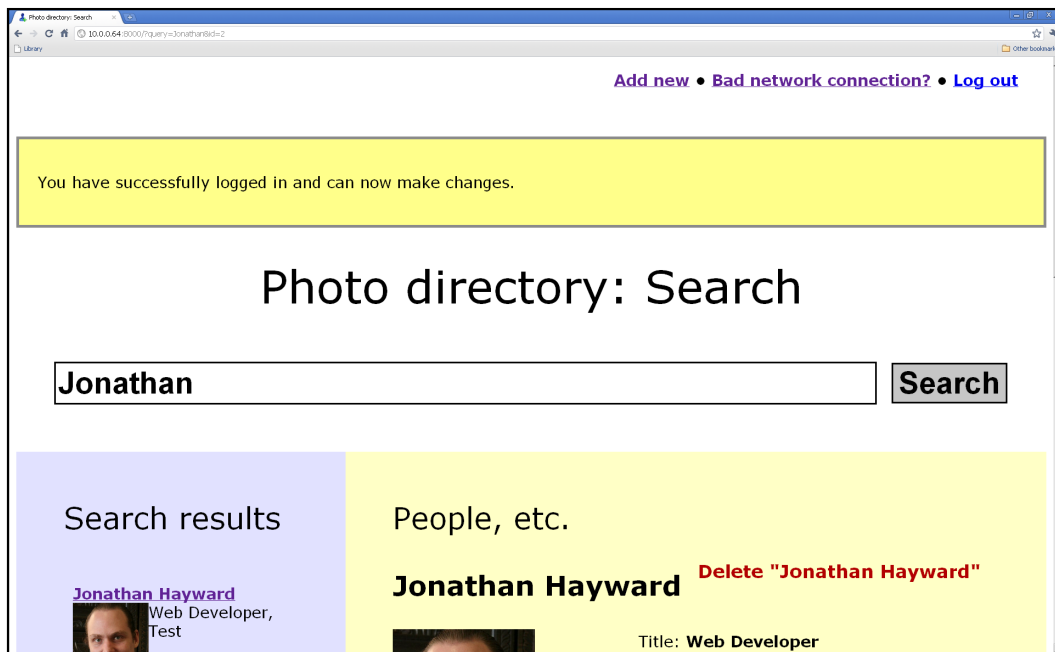 Photo directory: Search
10.0.0.64:8000/?query=Jonathan&id=2
Library
Other bookmark
Add new • Bad network connection? • Log out
You have successfully logged in and can now make changes.
Photo directory: Search
Jonathan
Search
Search results
Jonathan Hayward
Web Developer,
Test
People, etc.
Jonathan Hayward
Delete "Jonathan Hayward"
Title: Web Developer